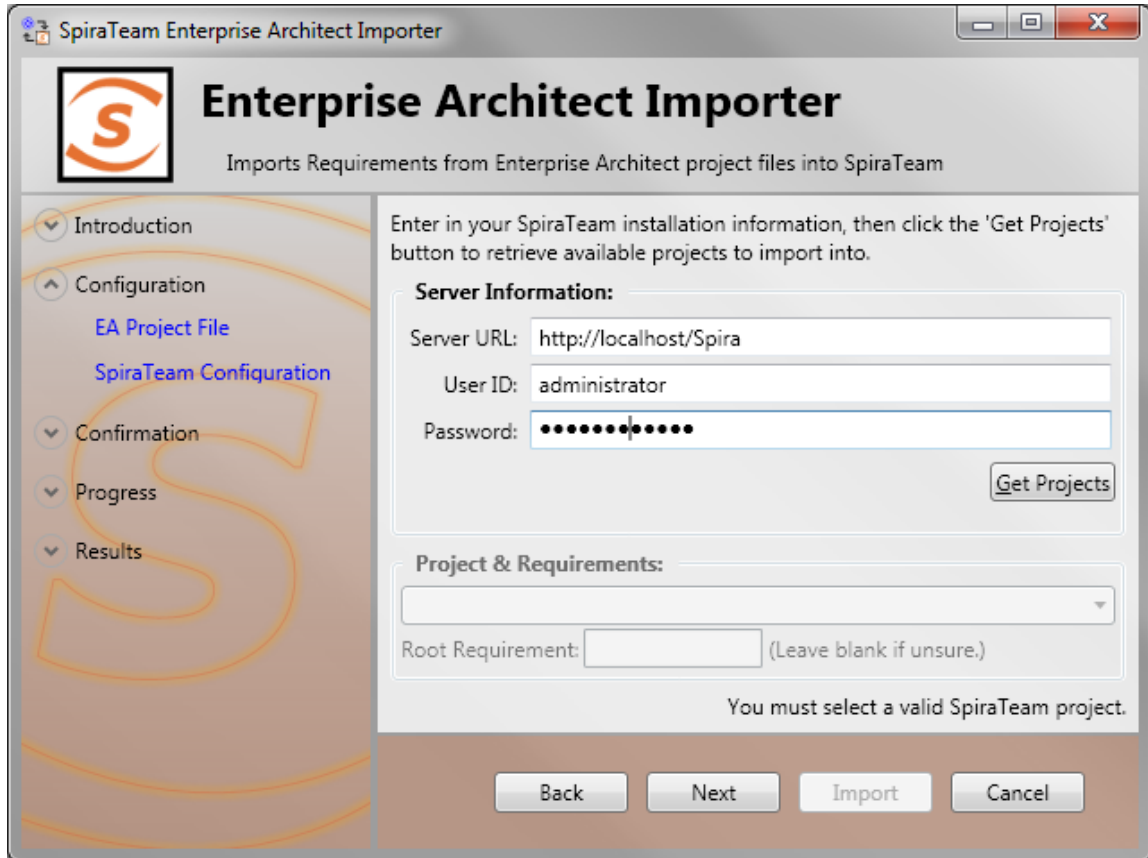 SpiraTeam Enterprise Architect Importer
S
Enterprise Architect Importer
Imports Requirements from Enterprise Architect project files into SpiraTeam
Introduction
Configuration
EA Project File
SpiraTeam Configuration
Confirmation
Progress
Results
Enter in your SpiraTeam installation information, then click the 'Get Projects'
button to retrieve available projects to import into.
Server Information:
Server URL: http://localhost/Spira
User ID: administrator
Password: ●●●●●●●●●●●●●
Get Projects
Project & Requirements:
Root Requirement: (Leave blank if unsure.)
You must select a valid SpiraTeam project.
Back Next Import Cancel